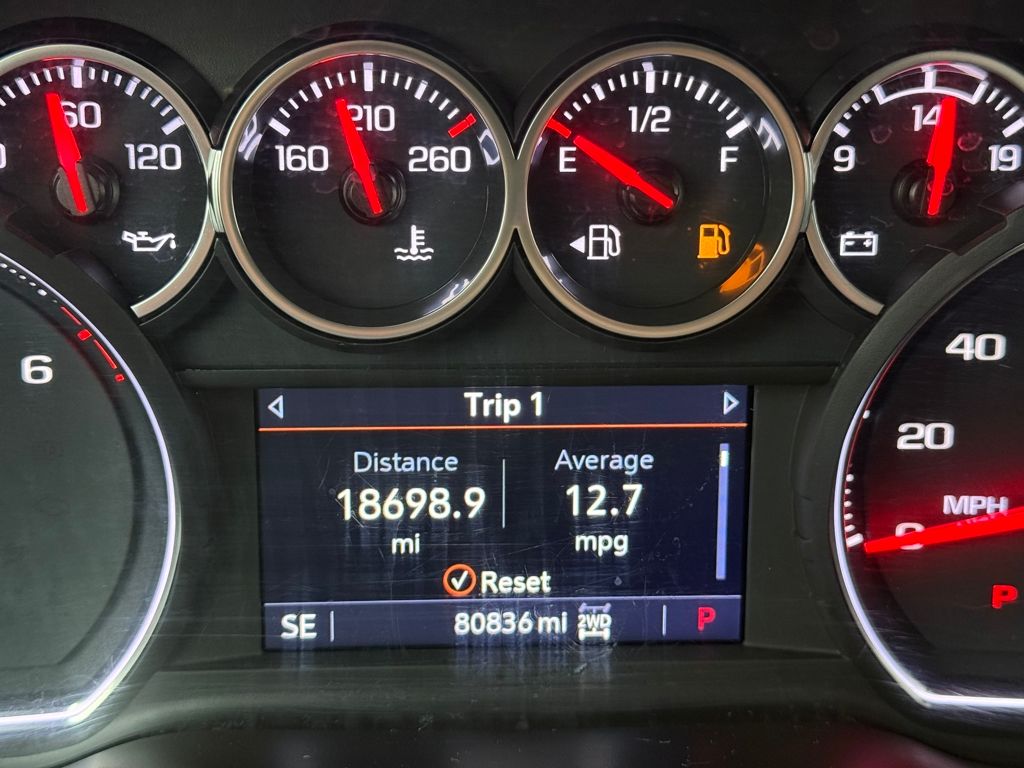 60
120
160
210
260
E
1/2
F
9
14
19
6
40
20
MPH
0
P
Trip 1
Distance
Average
18698.9
12.7
mi
mpg
Reset
SE
80836 mi
2WD
P